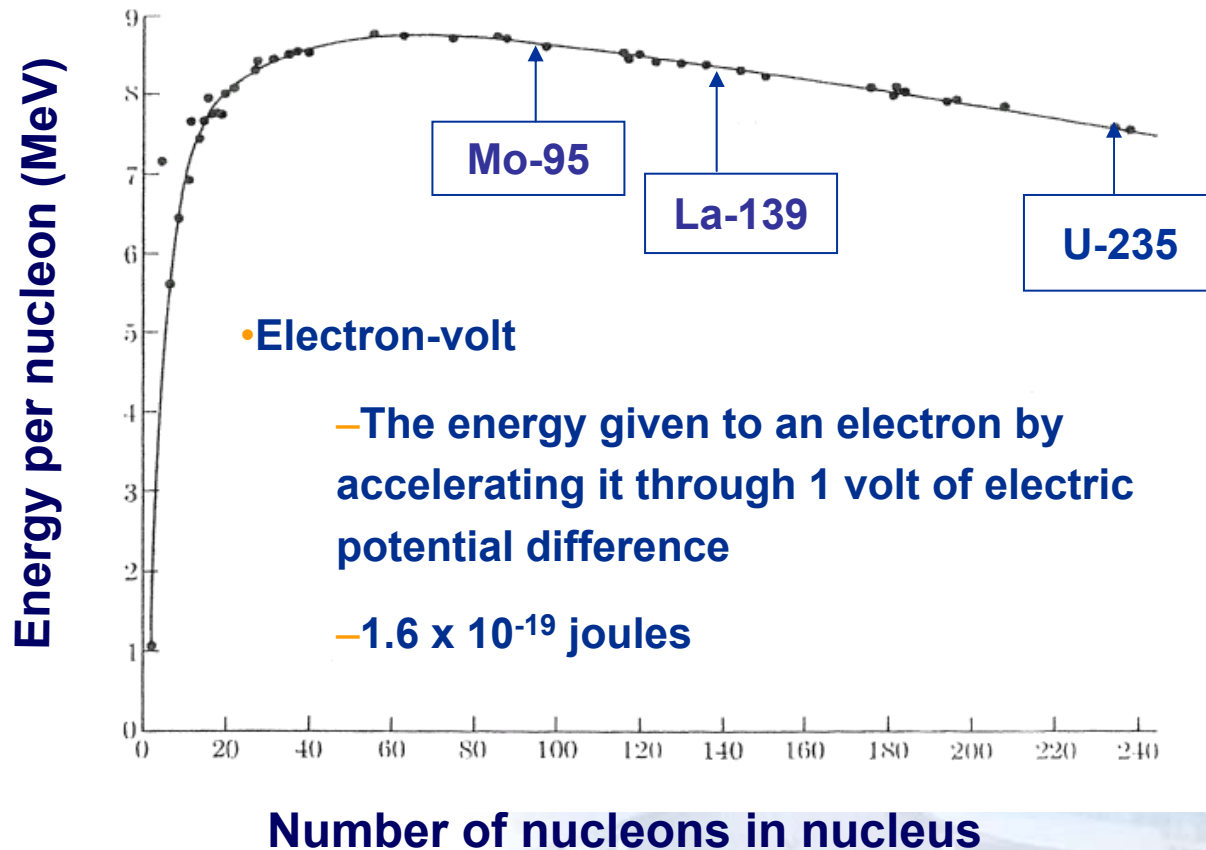 Energy per nucleon (MeV)
9
8
7
6
5
4
3
2
1
0
Mo-95
La-139
U-235
•Electron-volt
–The energy given to an electron by
accelerating it through 1 volt of electric
potential difference
–1.6 x 10⁻¹⁹ joules
0 20 40 60 80 100 120 140 160 180 200 220 240
Number of nucleons in nucleus